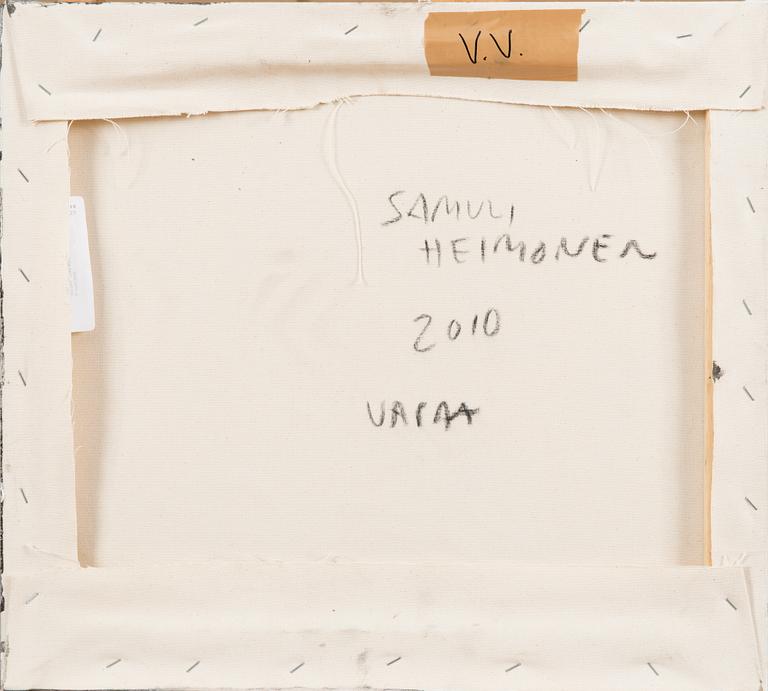 V.V.
SAMULI
HEIMONEN
2010
VAPAA